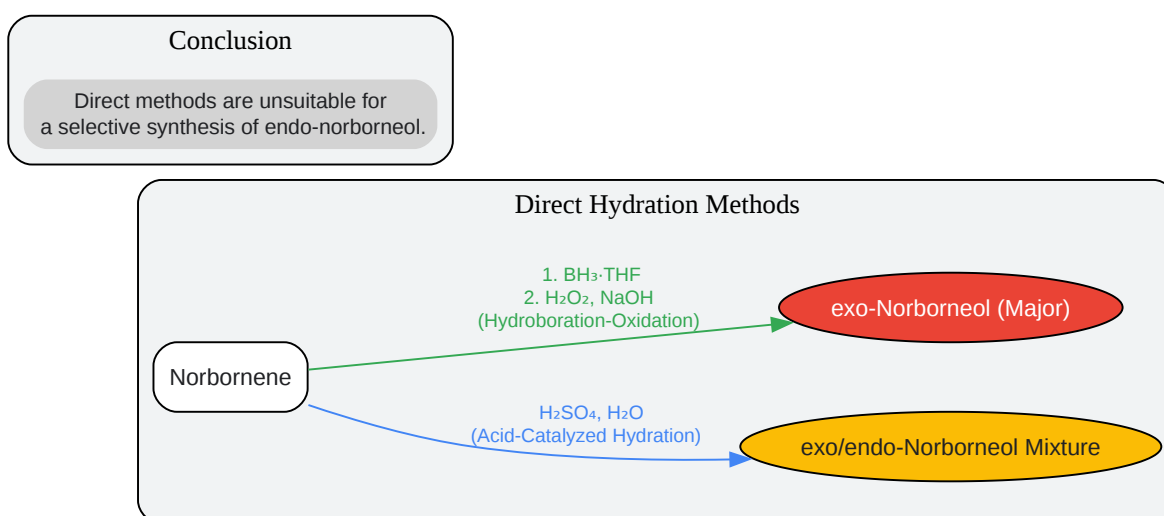 Conclusion
Direct methods are unsuitable for
a selective synthesis of endo-norborneol.
Direct Hydration Methods
1. BH₃·THF
2. H₂O₂, NaOH
(Hydroboration-Oxidation)
exo-Norborneol (Major)
Norbornene
H₂SO₄, H₂O
(Acid-Catalyzed Hydration)
exo/endo-Norborneol Mixture